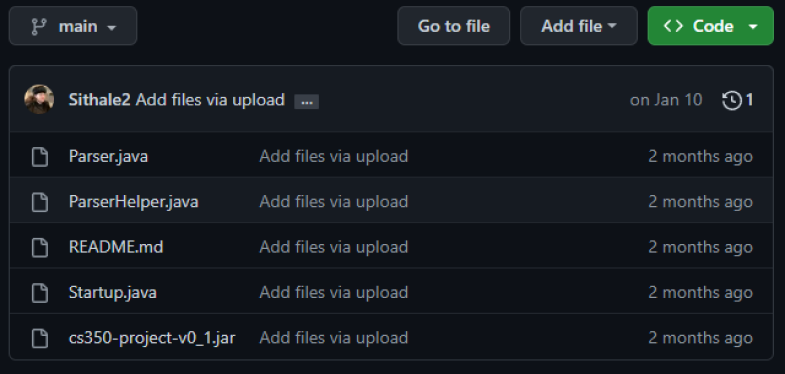 main Go to file Add file Code
Sithale2 Add files via upload ... on Jan 10 1
Parser.java Add files via upload 2 months ago
ParserHelper.java Add files via upload 2 months ago
README.md Add files via upload 2 months ago
Startup.java Add files via upload 2 months ago
cs350-project-v0_1.jar Add files via upload 2 months ago